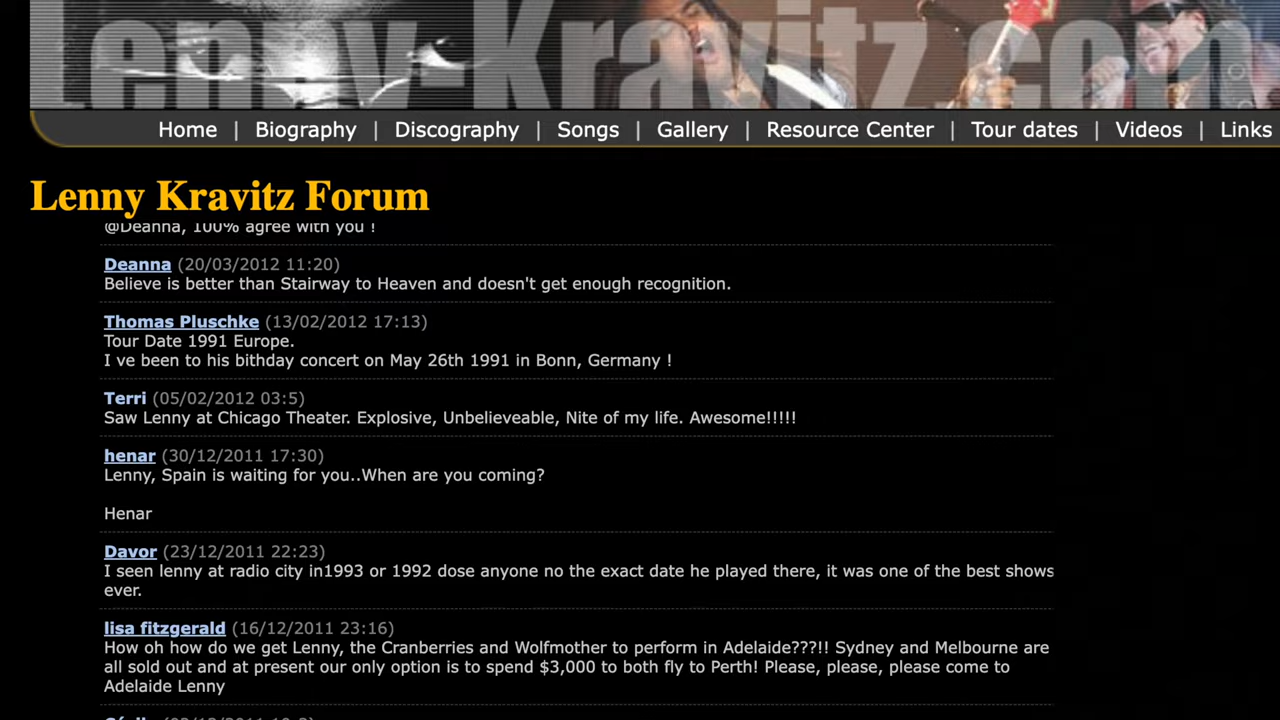 Lenny-Kravitz.com
Home | Biography | Discography | Songs | Gallery | Resource Center | Tour dates | Videos | Links
Lenny Kravitz Forum
@Deanna, 100% agree with you !
Deanna (20/03/2012 11:20)
Believe is better than Stairway to Heaven and doesn't get enough recognition.
Thomas Pluschke (13/02/2012 17:13)
Tour Date 1991 Europe.
I ve been to his bithday concert on May 26th 1991 in Bonn, Germany !
Terri (05/02/2012 03:5)
Saw Lenny at Chicago Theater. Explosive, Unbelieveable, Nite of my life. Awesome!!!!!
henar (30/12/2011 17:30)
Lenny, Spain is waiting for you..When are you coming?
Henar
Davor (23/12/2011 22:23)
I seen lenny at radio city in1993 or 1992 dose anyone no the exact date he played there, it was one of the best shows
ever.
lisa fitzgerald (16/12/2011 23:16)
How oh how do we get Lenny, the Cranberries and Wolfmother to perform in Adelaide???!! Sydney and Melbourne are
all sold out and at present our only option is to spend $3,000 to both fly to Perth! Please, please, please come to
Adelaide Lenny